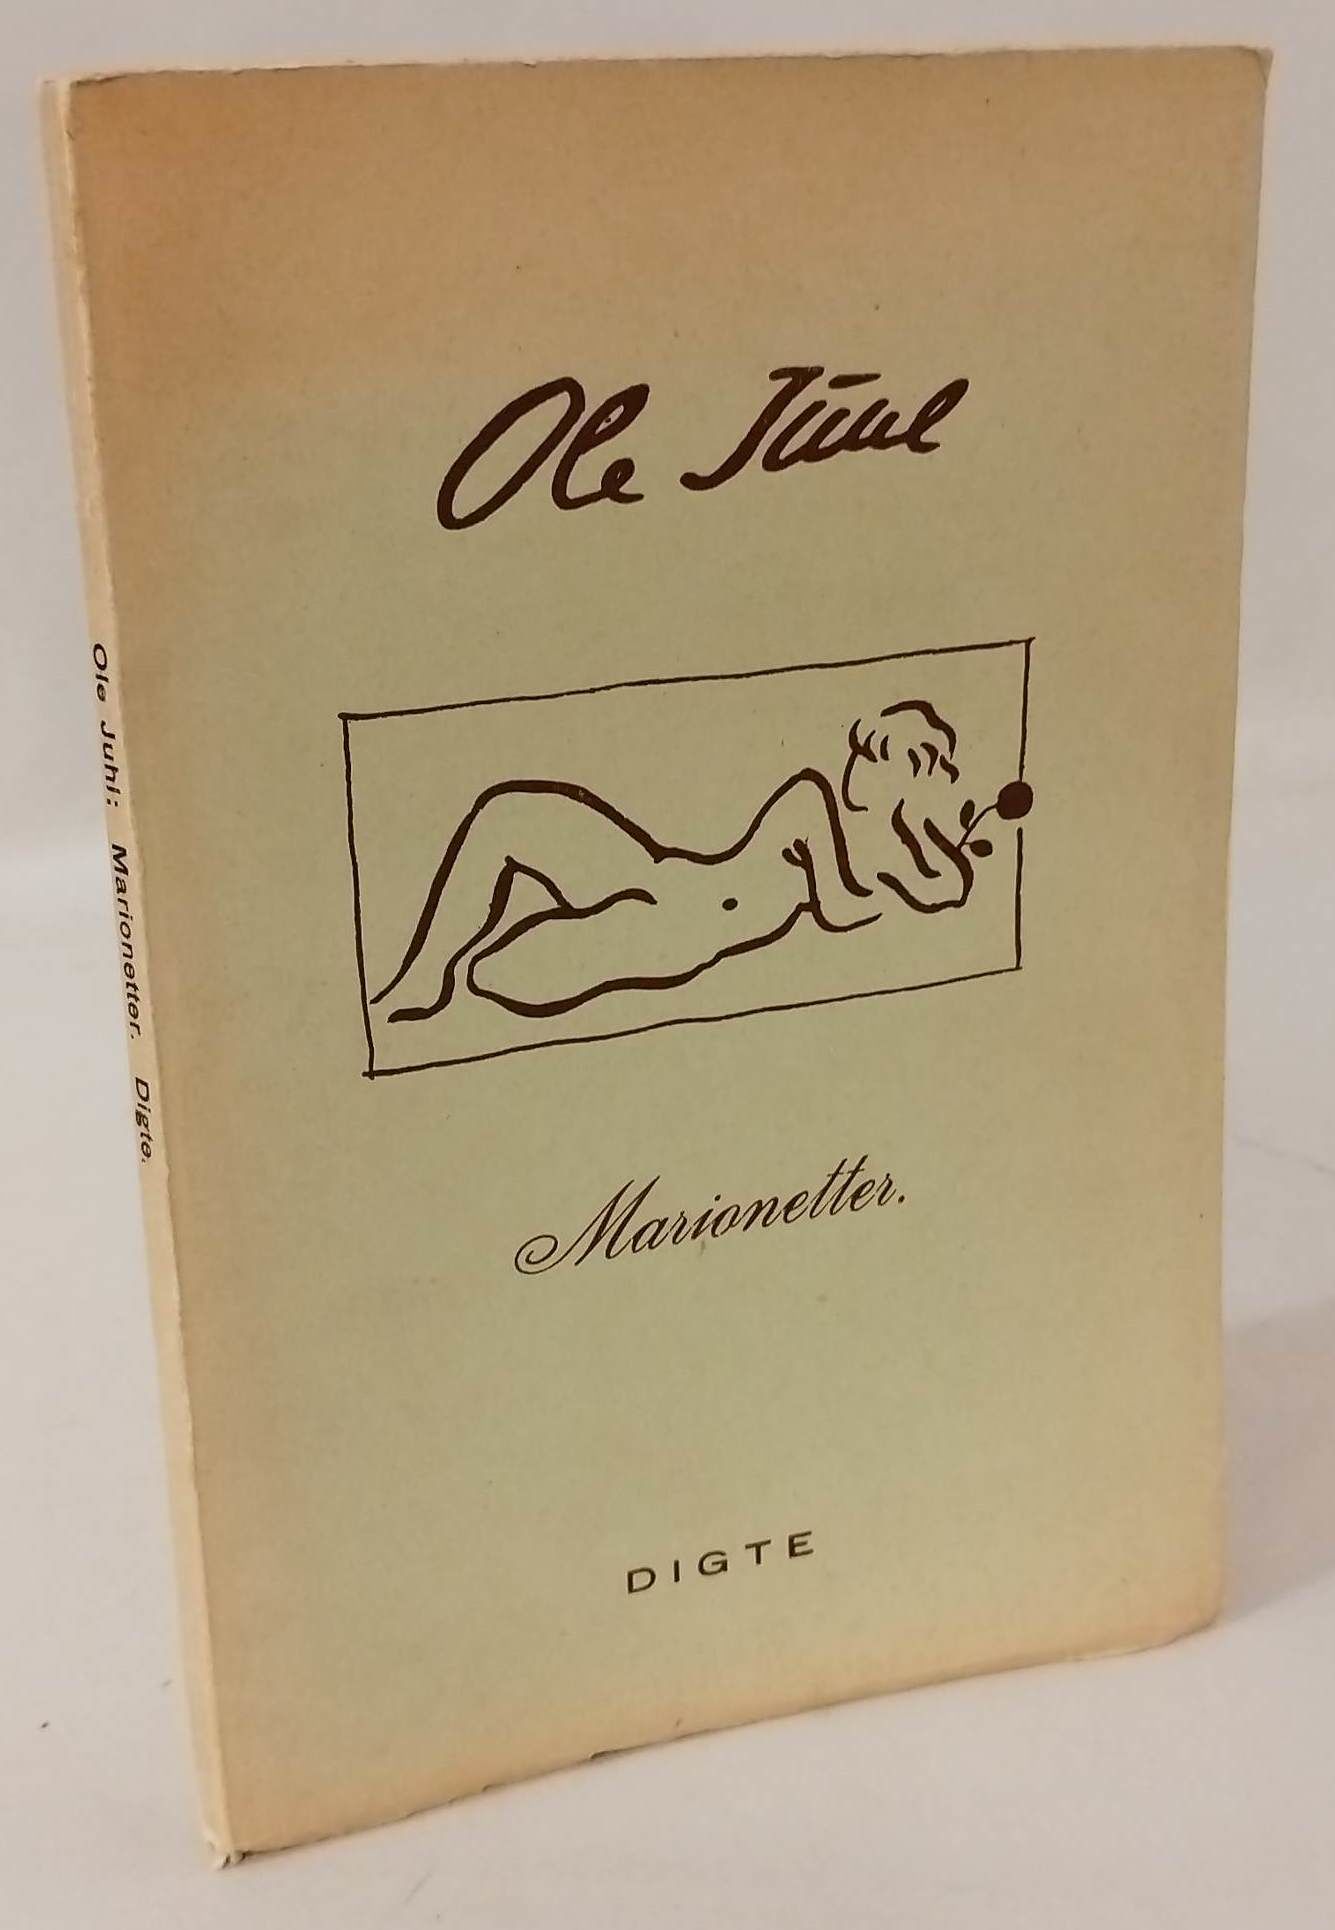 Ole Juhl
Marionetter.
DIGTE
Ole Juhl: Marionetter. Digte.